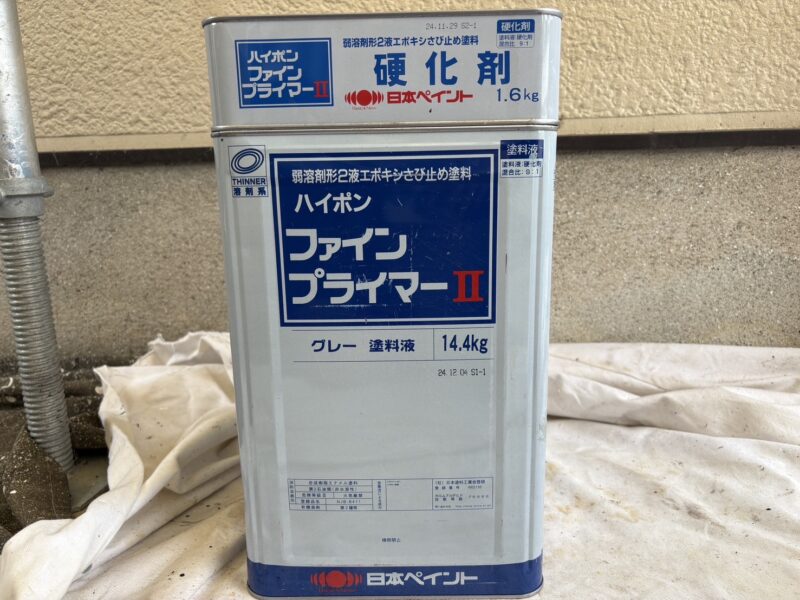 24.11.29 S2-1
硬化剤
塗料液:硬化剤
混合比 9:1
ハイポン
ファイン
プライマーII
弱溶剤形2液エポキシさび止め塗料
硬化剤
日本ペイント
1.6kg
THINNER
溶剤系
塗料液
塗料液:硬化剤
混合比:9:1
弱溶剤形2液エポキシさび止め塗料
ハイポン
ファイン
プライマーII
グレー 塗料液
14.4kg
24.12.04 S1-1
日本ペイント